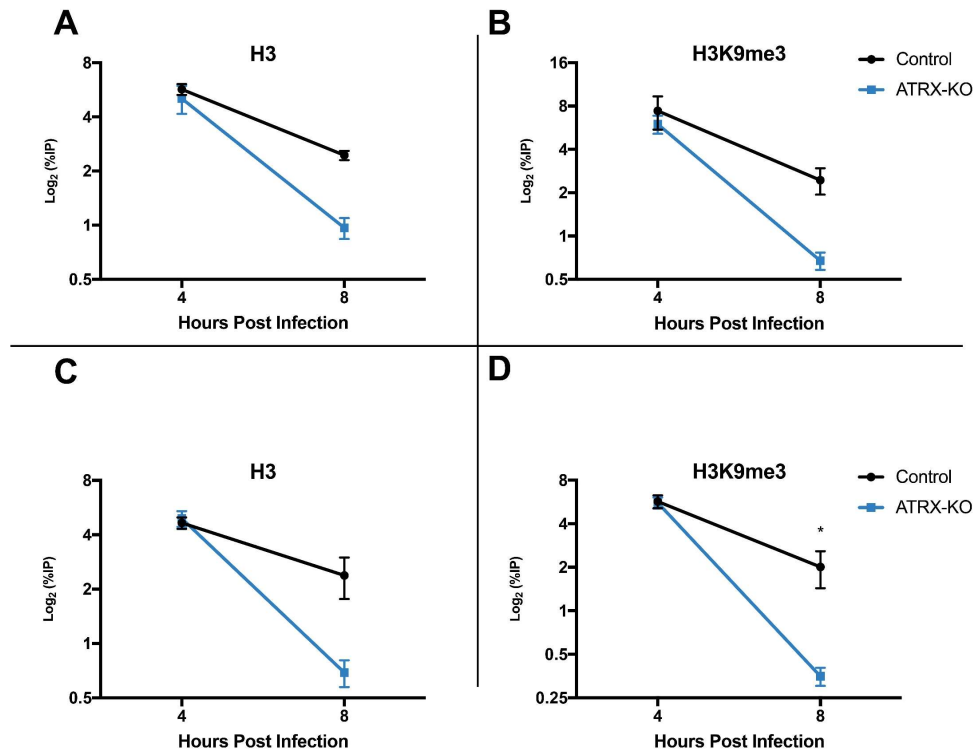 A
H3
8
4
2
1
0.5
Log2 (%IP)
4
8
Hours Post Infection
B
H3K9me3
16
8
4
2
1
0.5
Log2 (%IP)
4
8
Hours Post Infection
Control
ATRX-KO
C
H3
8
4
2
1
0.5
Log2 (%IP)
4
8
Hours Post Infection
D
H3K9me3
8
4
2
1
0.5
0.25
Log2 (%IP)
*
4
8
Hours Post Infection
Control
ATRX-KO